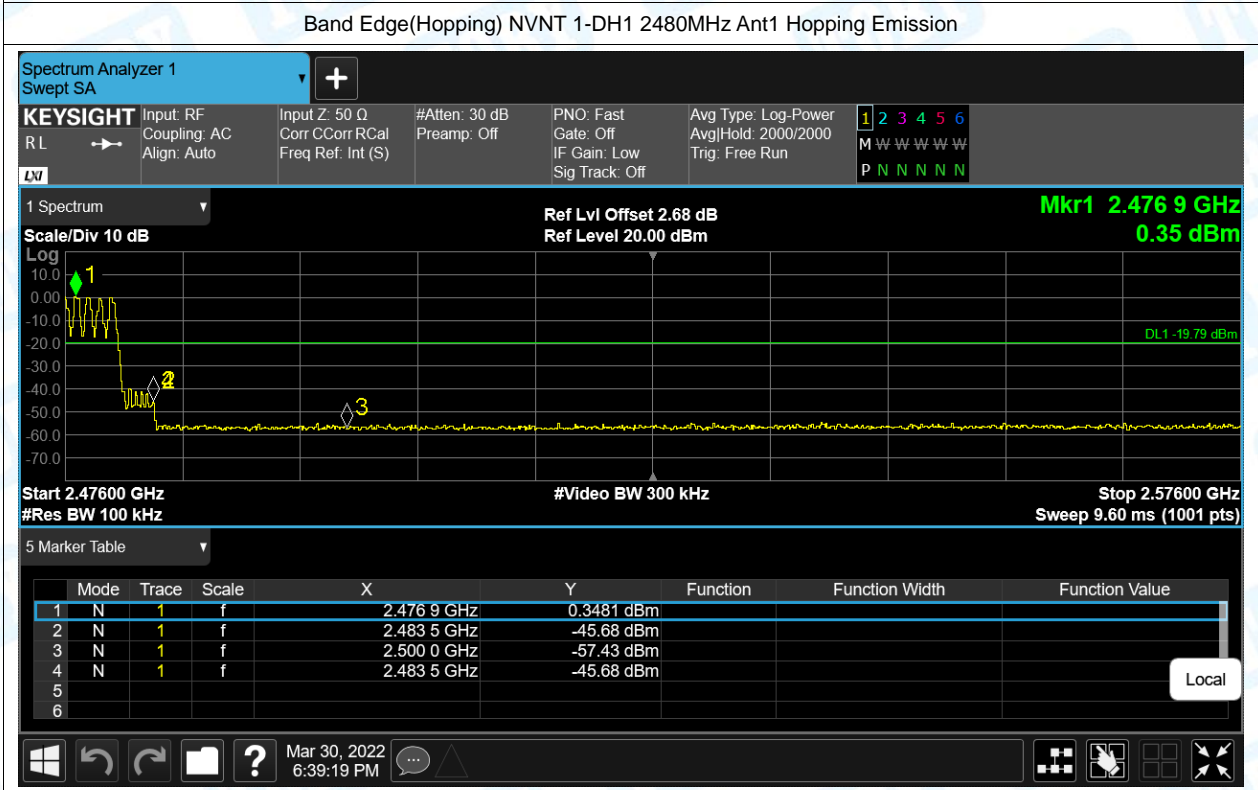 Band Edge(Hopping) NVNT 1-DH1 2480MHz Ant1 Hopping Emission
Spectrum Analyzer 1
Swept SA
KEYSIGHT
R L
LXI
Input: RF
Coupling: AC
Align: Auto
Input Z: 50 Ω
Corr CCorr RCal
Freq Ref: Int (S)
#Atten: 30 dB
Preamp: Off
PNO: Fast
Gate: Off
IF Gain: Low
Sig Track: Off
Avg Type: Log-Power
Avg|Hold: 2000/2000
Trig: Free Run
1 2 3 4 5 6
M W W W W W
P N N N N N
1 Spectrum
Scale/Div 10 dB
Ref Lvl Offset 2.68 dB
Ref Level 20.00 dBm
Mkr1 2.476 9 GHz
0.35 dBm
Log
10.0
0.00
-10.0
-20.0
-30.0
-40.0
-50.0
-60.0
-70.0
1
3
DL1 -19.79 dBm
Start 2.47600 GHz
#Res BW 100 kHz
#Video BW 300 kHz
Stop 2.57600 GHz
Sweep 9.60 ms (1001 pts)
5 Marker Table
Mode Trace Scale X Y Function Function Width Function Value
1 N 1 f 2.476 9 GHz 0.3481 dBm
2 N 1 f 2.483 5 GHz -45.68 dBm
3 N 1 f 2.500 0 GHz -57.43 dBm
4 N 1 f 2.483 5 GHz -45.68 dBm
5
6
Local
Mar 30, 2022
6:39:19 PM